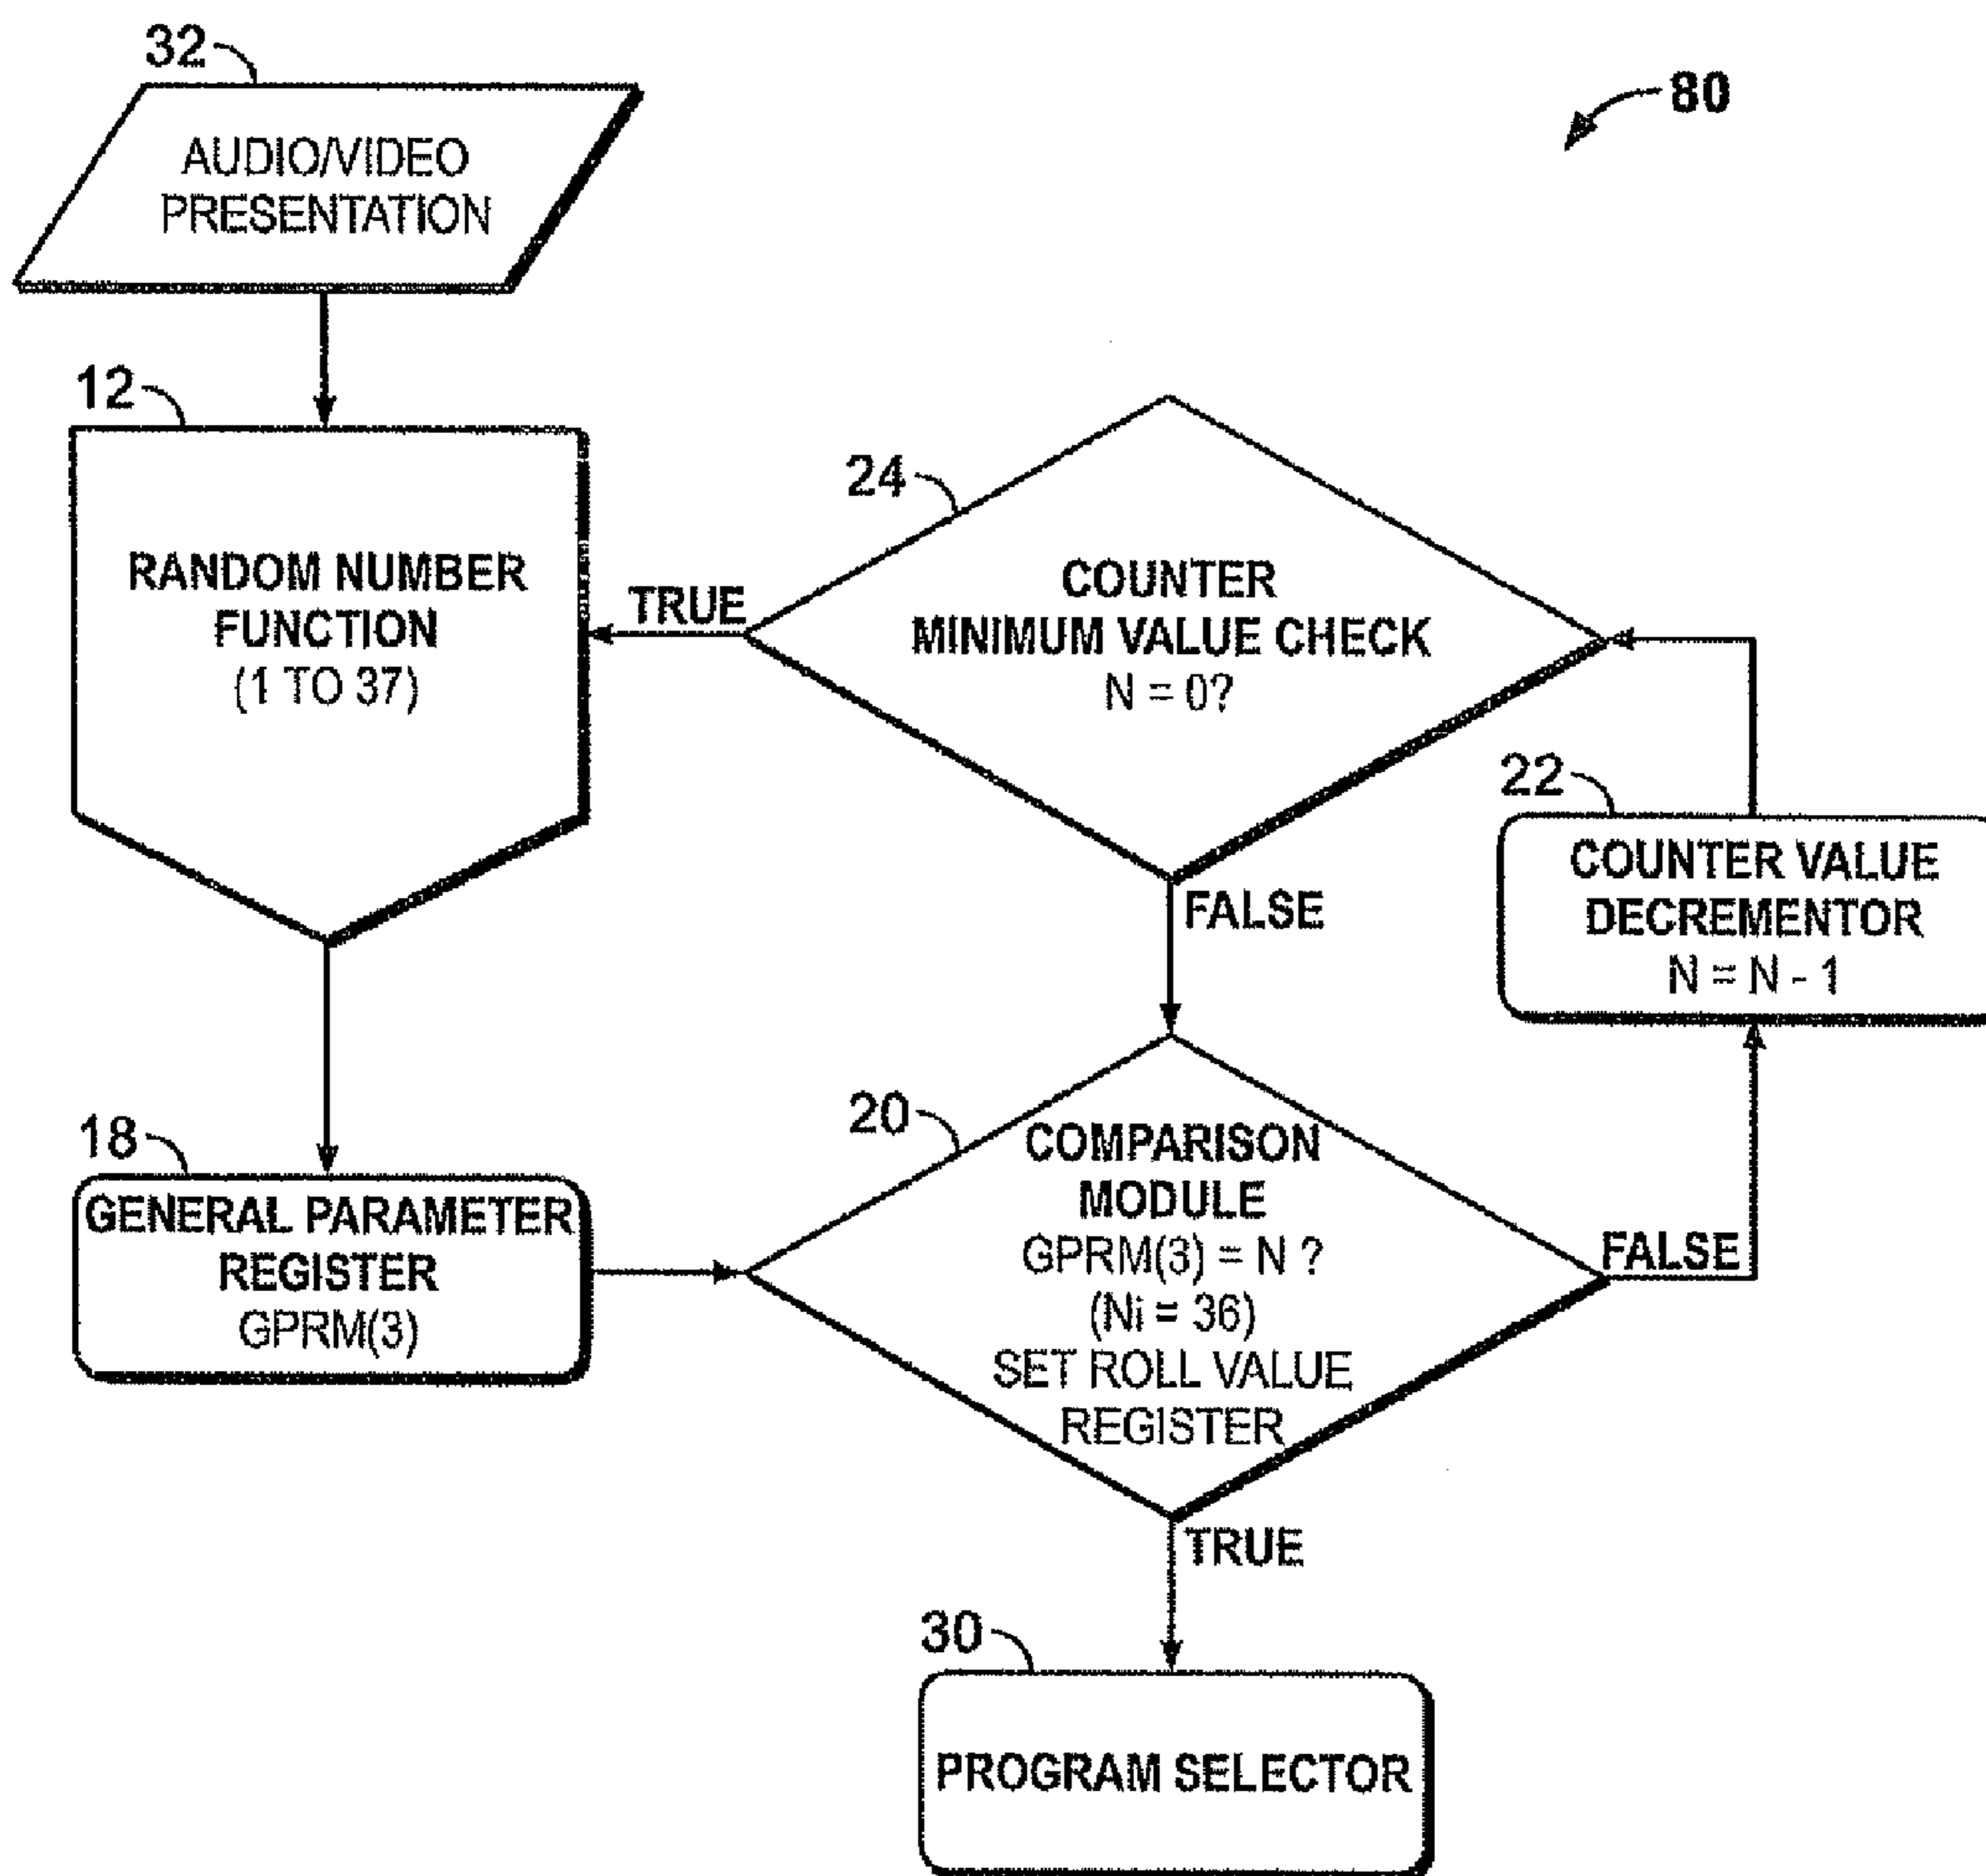 32
AUDIO/VIDEO
PRESENTATION
80
12
RANDOM NUMBER
FUNCTION
(1 TO 37)
TRUE
24
COUNTER
MINIMUM VALUE CHECK
N = 0?
FALSE
22
COUNTER VALUE
DECREMENTOR
N = N - 1
18
GENERAL PARAMETER
REGISTER
GPRM(3)
20
COMPARISON
MODULE
GPRM(3) = N ?
(Ni = 36)
SET ROLL VALUE
REGISTER
FALSE
TRUE
30
PROGRAM SELECTOR